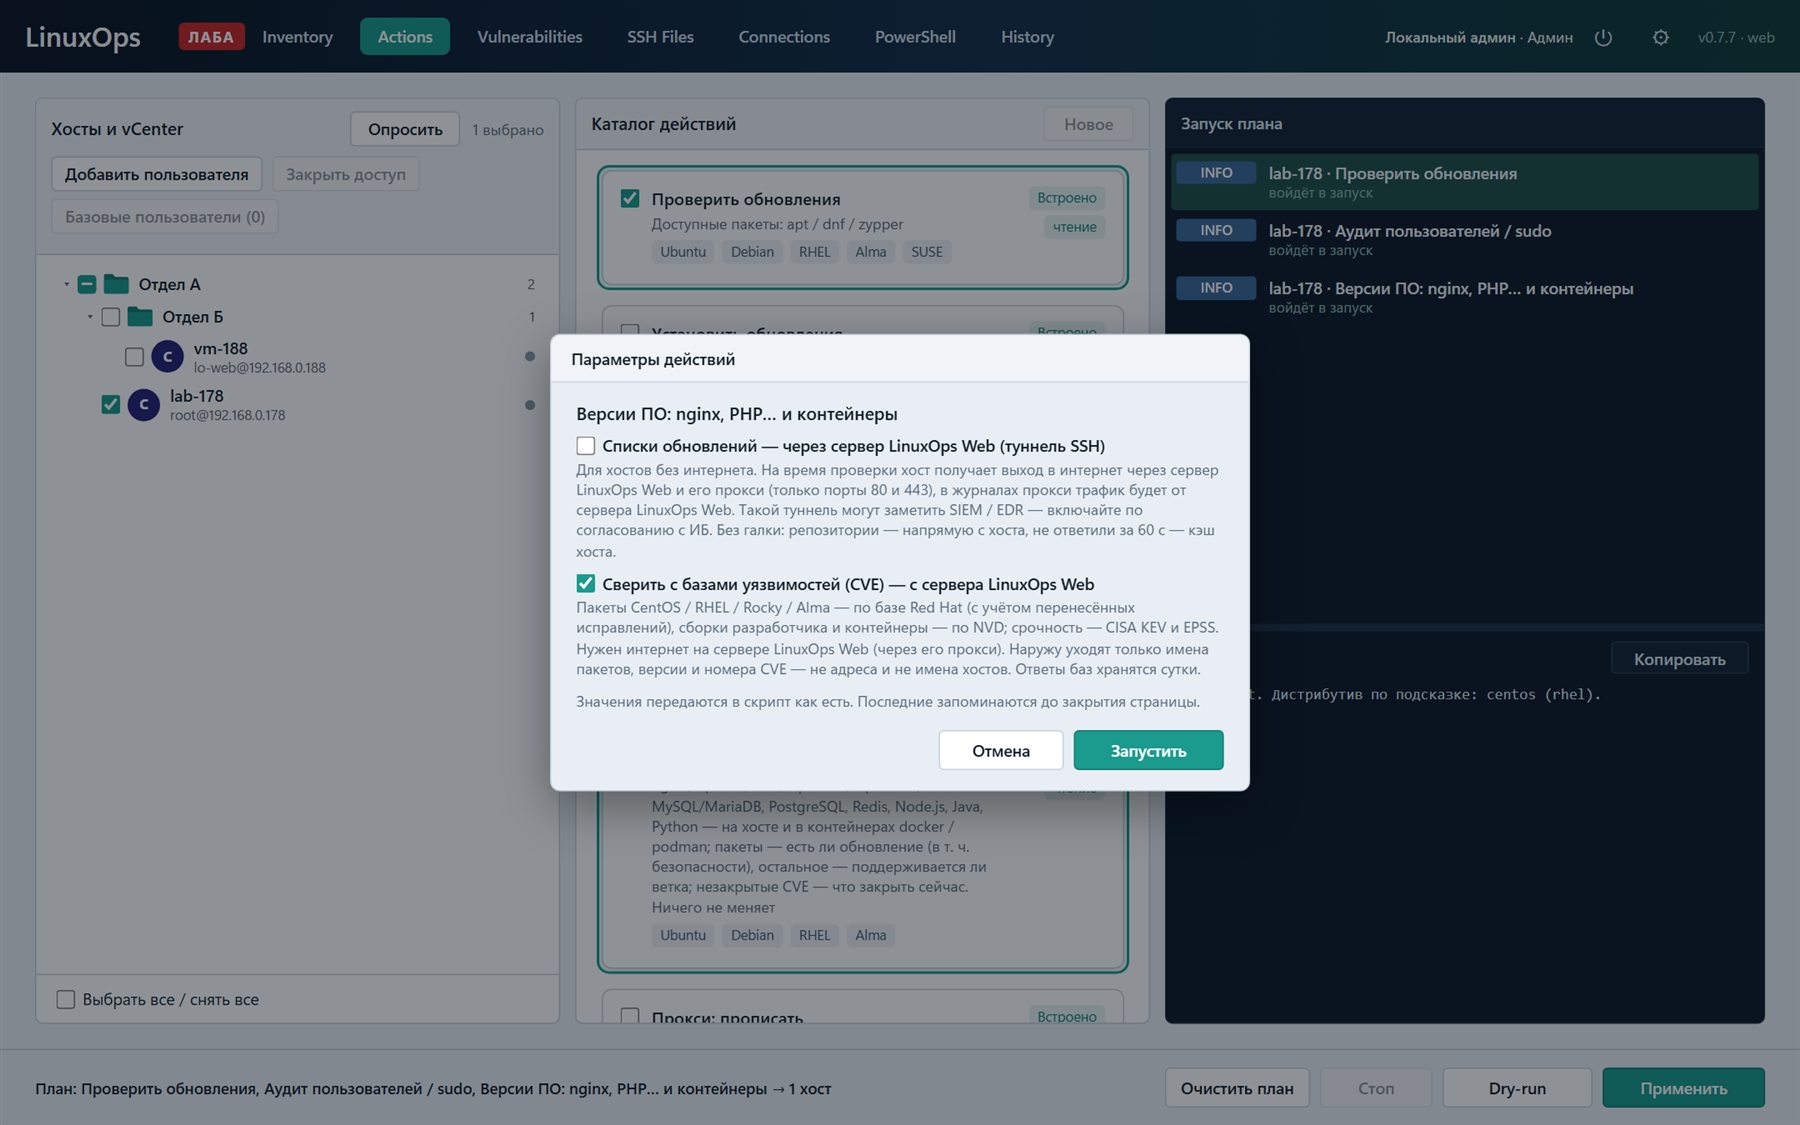 LinuxOps
ЛАБА
Inventory
Actions
Vulnerabilities
SSH Files
Connections
PowerShell
History
Локальный админ · Админ
v0.7.7 · web
Хосты и vCenter
Опросить
1 выбрано
Добавить пользователя
Закрыть доступ
Базовые пользователи (0)
Отдел А
2
Отдел Б
1
C
vm-188
lo-web@192.168.0.188
C
lab-178
root@192.168.0.178
Выбрать все / снять все
Каталог действий
Новое
Проверить обновления
Встроено
Доступные пакеты: apt / dnf / zypper
чтение
Ubuntu
Debian
RHEL
Alma
SUSE
Установить обновления
Встроено
Параметры действий
Версии ПО: nginx, PHP... и контейнеры
Списки обновлений — через сервер LinuxOps Web (туннель SSH)
Для хостов без интернета. На время проверки хост получает выход в интернет через сервер
LinuxOps Web и его прокси (только порты 80 и 443), в журналах прокси трафик будет от
сервера LinuxOps Web. Такой туннель могут заметить SIEM / EDR — включайте по
согласованию с ИБ. Без галки: репозитории — напрямую с хоста, не ответили за 60 с — кэш
хоста.
Сверить с базами уязвимостей (CVE) — с сервера LinuxOps Web
Пакеты CentOS / RHEL / Rocky / Alma — по базе Red Hat (с учётом перенесённых
исправлений), сборки разработчика и контейнеры — по NVD; срочность — CISA KEV и EPSS.
Нужен интернет на сервере LinuxOps Web (через его прокси). Наружу уходят только имена
пакетов, версии и номера CVE — не адреса и не имена хостов. Ответы баз хранятся сутки.
Значения передаются в скрипт как есть. Последние запоминаются до закрытия страницы.
Отмена
Запустить
MySQL/MariaDB, PostgreSQL, Redis, Node.js, Java,
Python — на хосте и в контейнерах docker /
podman; пакеты — есть ли обновление (в т. ч.
безопасности), остальное — поддерживается ли
ветка; незакрытые CVE — что закрыть сейчас.
Ничего не меняет
Ubuntu
Debian
RHEL
Alma
Прокси: прописать
Встроено
Запуск плана
INFO
lab-178 · Проверить обновления
войдёт в запуск
INFO
lab-178 · Аудит пользователей / sudo
войдёт в запуск
INFO
lab-178 · Версии ПО: nginx, PHP... и контейнеры
войдёт в запуск
Копировать
t. Дистрибутив по подсказке: centos (rhel).
План: Проверить обновления, Аудит пользователей / sudo, Версии ПО: nginx, PHP... и контейнеры → 1 хост
Очистить план
Стоп
Dry-run
Применить